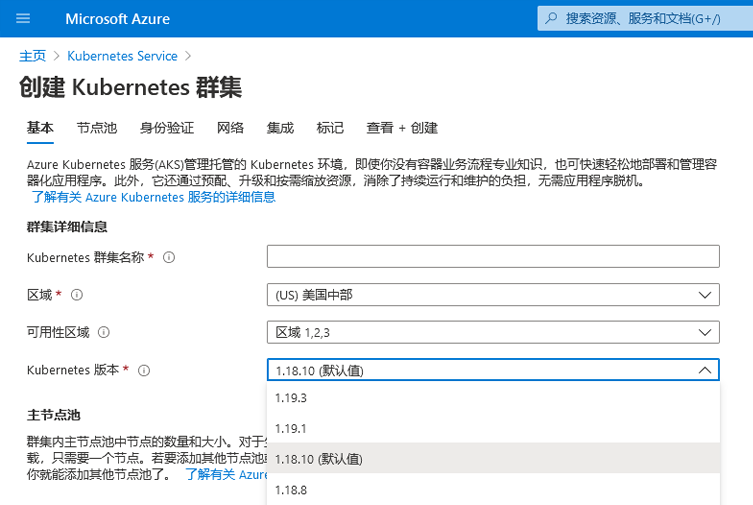 Microsoft Azure
搜索资源、服务和文档(G+/)
主页 > Kubernetes Service >
创建 Kubernetes 群集
基本 节点池 身份验证 网络 集成 标记 查看 + 创建
Azure Kubernetes 服务(AKS)管理托管的 Kubernetes 环境，即使你没有容器业务流程专业知识，也可快速轻松地部署和管理容
器化应用程序。此外，它还通过预配、升级和按需缩放资源，消除了持续运行和维护的负担，无需应用程序脱机。
了解有关 Azure Kubernetes 服务的详细信息
群集详细信息
Kubernetes 群集名称 *
区域 *
(US) 美国中部
可用性区域
区域 1,2,3
Kubernetes 版本 *
1.18.10 (默认值)
1.19.3
1.19.1
1.18.10 (默认值)
1.18.8
主节点池
群集内主节点池中节点的数量和大小。对于
载，只需要一个节点。若要添加其他节点池
你就能添加其他节点池了。 了解有关 Azure